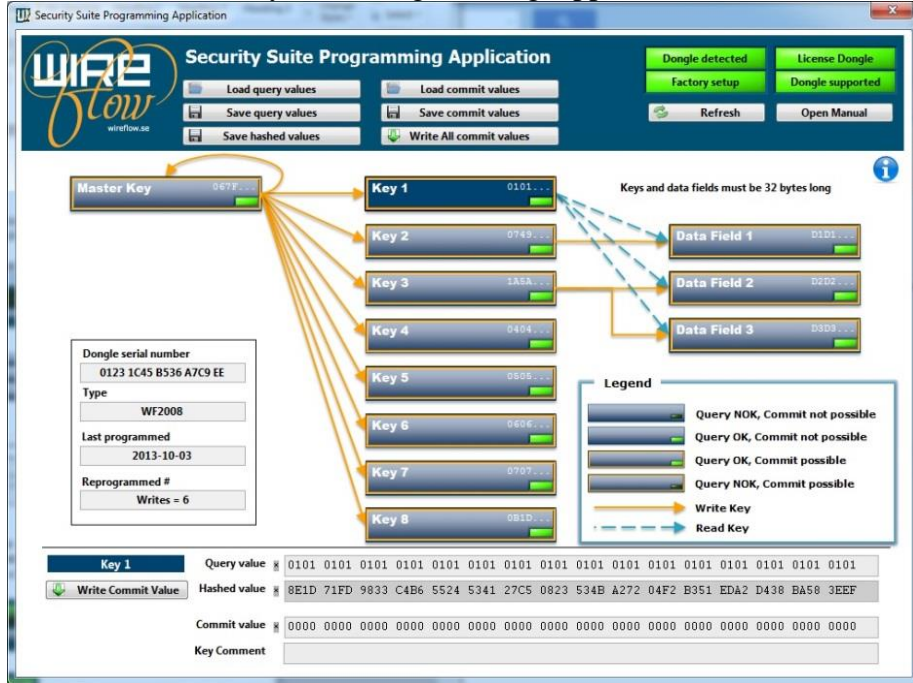 Security Suite Programming Application
WIRE
flow
wireflow.se
Security Suite Programming Application
Load query values
Load commit values
Save query values
Save commit values
Save hashed values
Write All commit values
Dongle detected
License Dongle
Factory setup
Dongle supported
Refresh
Open Manual
Master Key 067F...
Key 1 0101...
Keys and data fields must be 32 bytes long
Key 2 0749...
Data Field 1 D1D1...
Key 3 1A5A...
Data Field 2 D2D2...
Key 4 0404...
Data Field 3 D3D3...
Key 5 0505...
Key 6 0606...
Key 7 0707...
Key 8 0B1D...
Dongle serial number
0123 1C45 B536 A7C9 EE
Type
WF2008
Last programmed
2013-10-03
Reprogrammed #
Writes = 6
Legend
Query NOK, Commit not possible
Query OK, Commit not possible
Query OK, Commit possible
Query NOK, Commit possible
Write Key
Read Key
Key 1
Query value x 0101 0101 0101 0101 0101 0101 0101 0101 0101 0101 0101 0101 0101 0101 0101 0101
Write Commit Value
Hashed value x 8E1D 71FD 9833 C4B6 5524 5341 27C5 0823 534B A272 04F2 B351 EDA2 D438 BA58 3EEF
Commit value x 0000 0000 0000 0000 0000 0000 0000 0000 0000 0000 0000 0000 0000 0000 0000 0000
Key Comment